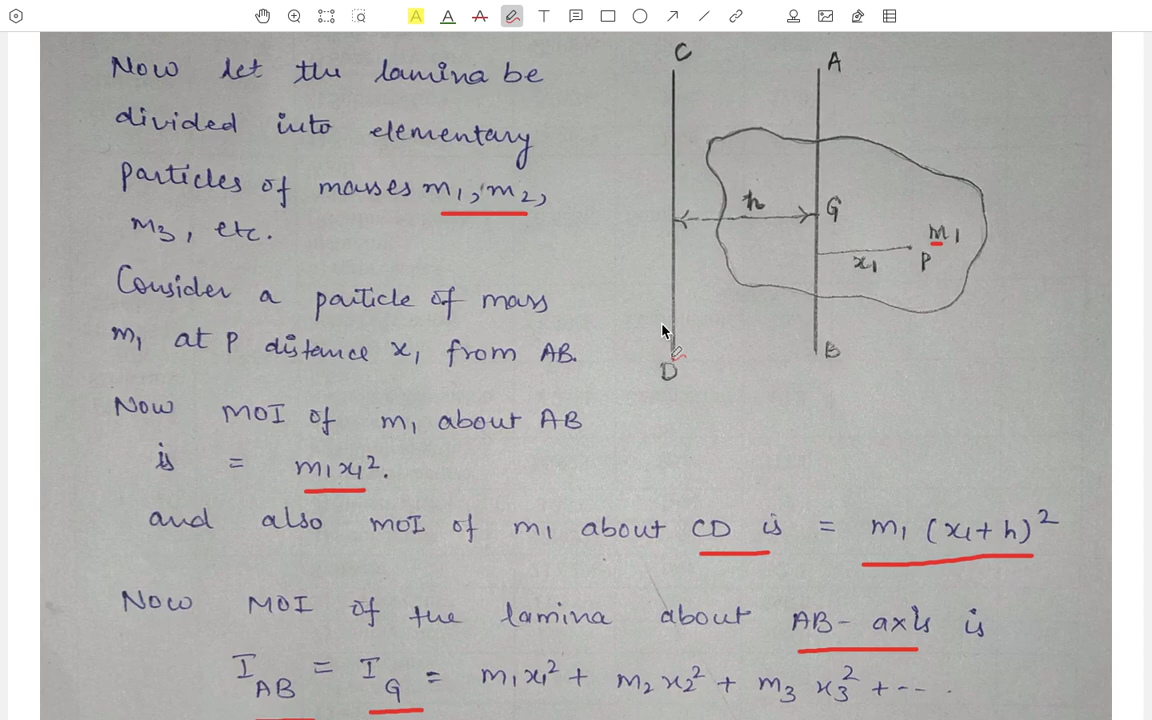 Now let the lamina be
divided into elementary
particles of masses m₁, m₂,
m₃, etc.
Consider a particle of mass
m₁ at P distance x₁ from AB.
Now MOI of m₁ about AB
is = m₁x₁².
and also MOI of m₁ about CD is = m₁ (x₁+h)²
Now MOI of the lamina about AB- axis is
I_AB = I_G = m₁x₁² + m₂x₂² + m₃x₃² + -- .
C
A
h
G
m₁
x₁
P
B
D
A
A
A
T